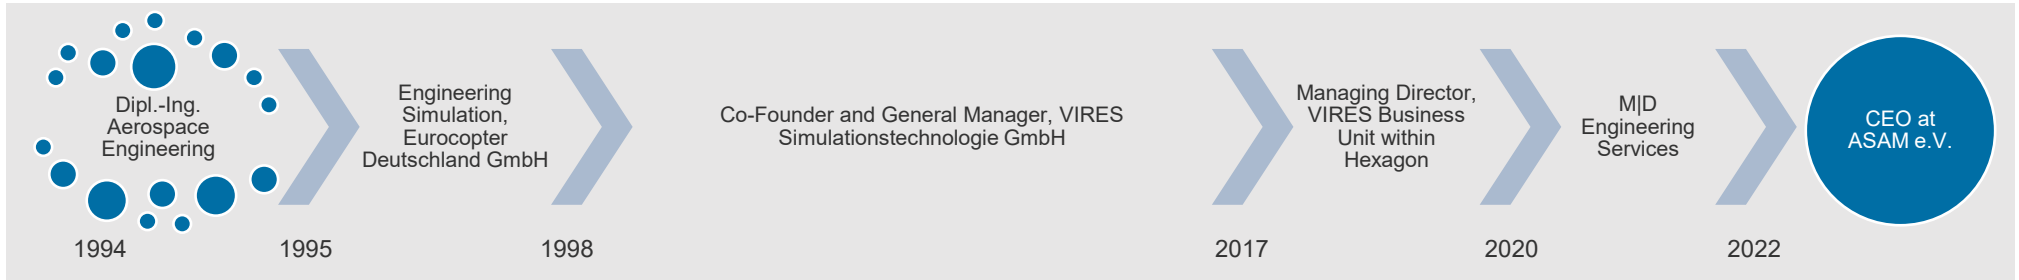 Dipl.-Ing.
Aerospace
Engineering
Engineering
Simulation,
Eurocopter
Deutschland GmbH
Co-Founder and General Manager, VIRES
Simulationstechnologie GmbH
Managing Director,
VIRES Business
Unit within
Hexagon
M|D
Engineering
Services
CEO at
ASAM e.V.
1994
1995
1998
2017
2020
2022